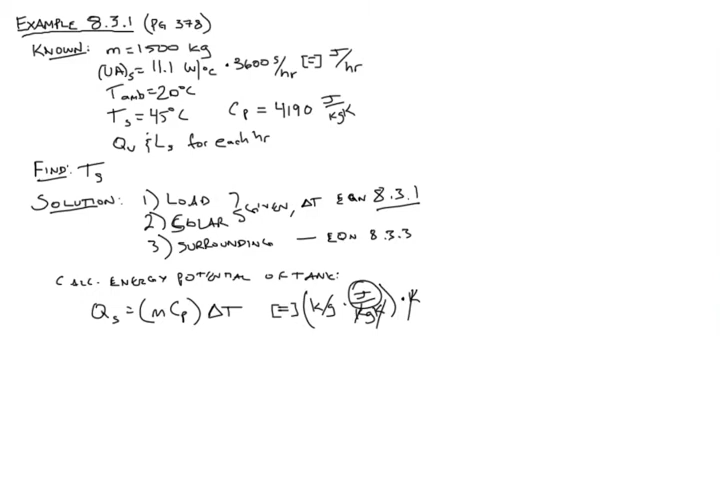 EXAMPLE 8.3.1 (PG 378)
KNOWN: m = 1500 kg
(UA)s = 11.1 W/°C · 3600 s/hr [=] J/hr
Tamb = 20°C
Ts = 45°C Cp = 4190 J/kgK
Qu & Ls for each hr
FIND: Ts
SOLUTION: 1) LOAD } GIVEN, ΔT EQN 8.3.1
2) SOLAR
3) SURROUNDING — EQN 8.3.3
CALC. ENERGY POTENTIAL OF TANK:
Qs = (m Cp) ΔT [=] (kg · J/kgK) · K